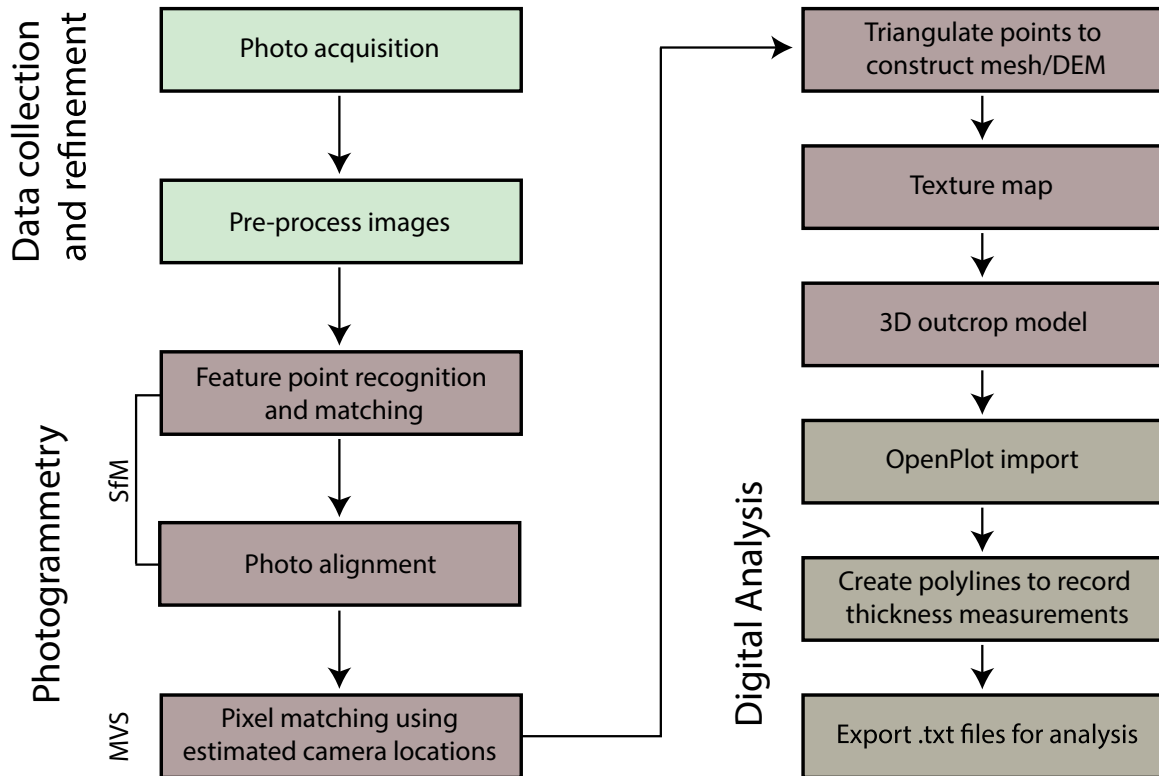 Data collection
and refinement
Photo acquisition
Pre-process images
Photogrammetry
SfM
Feature point recognition
and matching
Photo alignment
MVS
Pixel matching using
estimated camera locations
Triangulate points to
construct mesh/DEM
Texture map
3D outcrop model
Digital Analysis
OpenPlot import
Create polylines to record
thickness measurements
Export .txt files for analysis